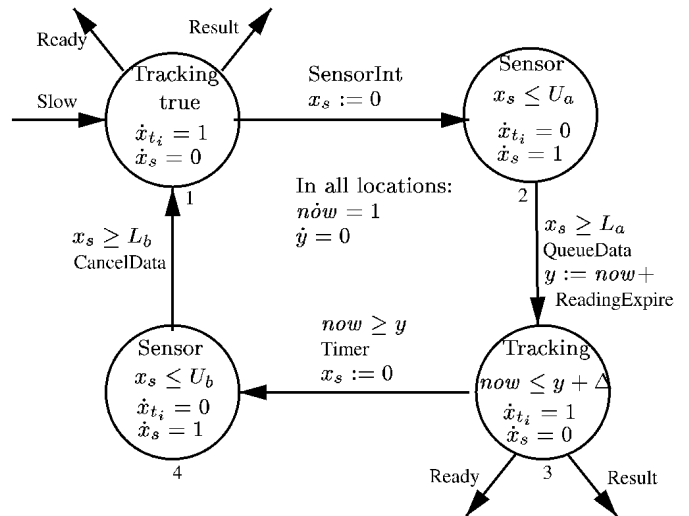 Ready
Result
Slow
Tracking
true
ẋ_{t_i} = 1
ẋ_s = 0
1
SensorInt
x_s := 0
Sensor
x_s ≤ U_a
ẋ_{t_i} = 0
ẋ_s = 1
2
In all locations:
noẇ = 1
ẏ = 0
x_s ≥ L_b
CancelData
x_s ≥ L_a
QueueData
y := now+
ReadingExpire
now ≥ y
Timer
x_s := 0
Sensor
x_s ≤ U_b
ẋ_{t_i} = 0
ẋ_s = 1
4
Tracking
now ≤ y + Δ
ẋ_{t_i} = 1
ẋ_s = 0
3
Ready
Result